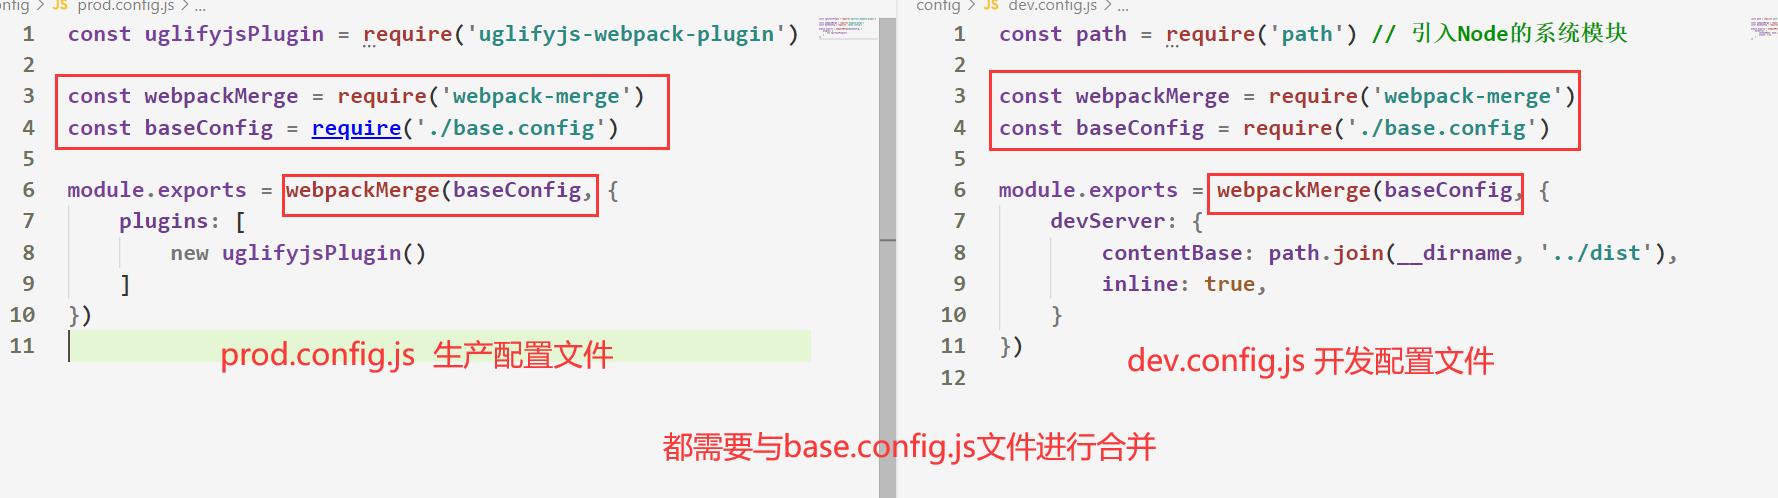 nfig > JS prod.config.js > ...
1 const uglifyjsPlugin = require('uglifyjs-webpack-plugin')
2
3 const webpackMerge = require('webpack-merge')
4 const baseConfig = require('./base.config')
5
6 module.exports = webpackMerge(baseConfig, {
7 plugins: [
8 new uglifyjsPlugin()
9 ]
10 })
11
prod.config.js 生产配置文件
config > JS dev.config.js > ...
1 const path = require('path') // 引入Node的系统模块
2
3 const webpackMerge = require('webpack-merge')
4 const baseConfig = require('./base.config')
5
6 module.exports = webpackMerge(baseConfig, {
7 devServer: {
8 contentBase: path.join(__dirname, '../dist'),
9 inline: true,
10 }
11 })
12
dev.config.js 开发配置文件
都需要与base.config.js文件进行合并